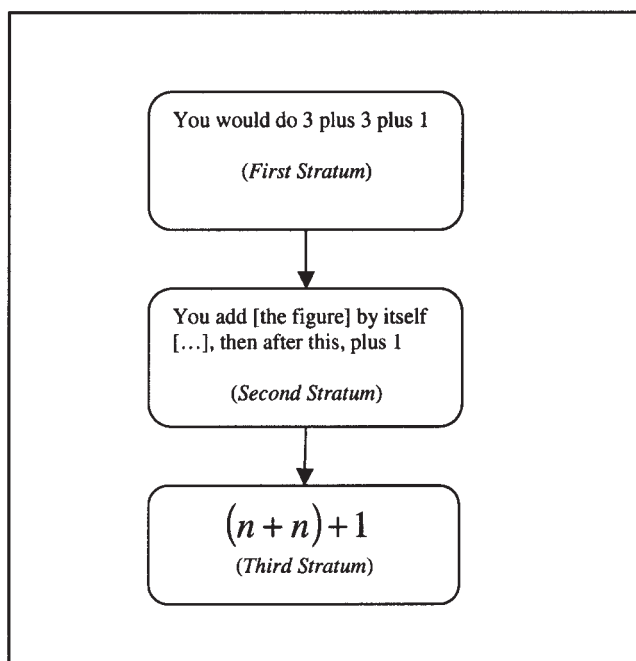 You would do 3 plus 3 plus 1
(First Stratum)
You add [the figure] by itself
[…], then after this, plus 1
(Second Stratum)
(n + n) + 1
(Third Stratum)